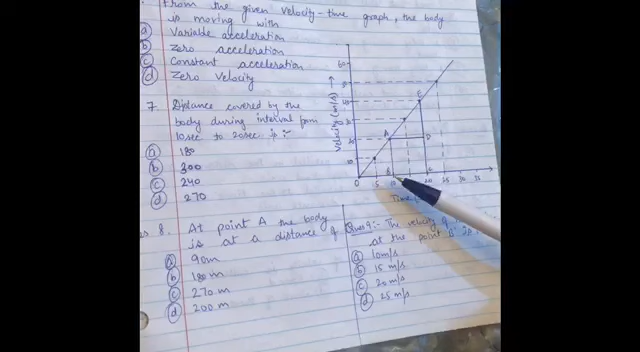 From the given Velocity - time graph, the body
is moving with
a Variable acceleration
b Zero acceleration
c Constant acceleration
d Zero Velocity
7. Distance covered by the
body during interval from
10sec to 20sec is :-
a 180
b 300
c 240
d 270
8. At point A the body
is at a distance of
a 90m
b 180 m
c 270 m
d 200 m
Velocity (m/s) →
60
A
E
D
B
0
5
10
20
25
30
35
Time
Ques 9:- The velocity of
at the point B
a 10m/s
b 15 m/s
c 20 m/s
d 25 m/s